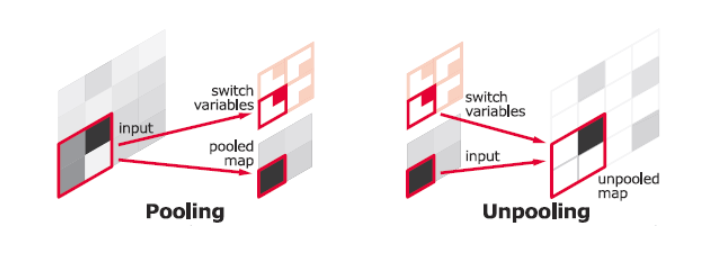 switch
variables
input
pooled
map
Pooling
switch
variables
input
unpooled
map
Unpooling